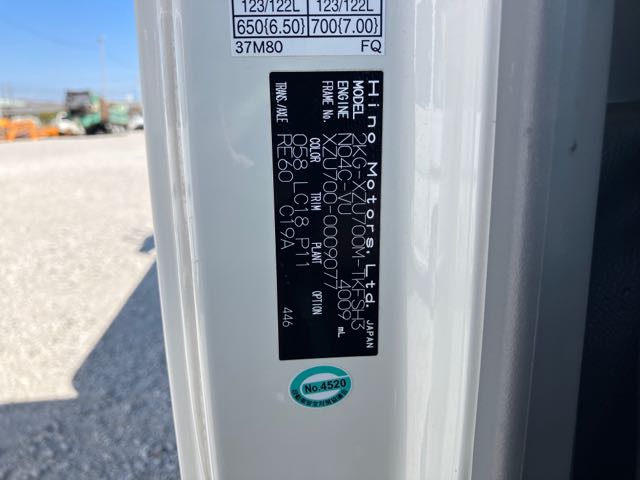 123/122L 123/122L
650{6.50} 700{7.00}
37M80 FQ
Hino Motors, Ltd. JAPAN
MODEL 2KG-XZU700M-TKFSH3
ENGINE N04C-VU 4009 mL
FRAME No. XZU700-0009077
COLOR TRIM PLANT OPTION
058 LC18 P11 446
TRANS./AXLE RE60 C19A
No.4520